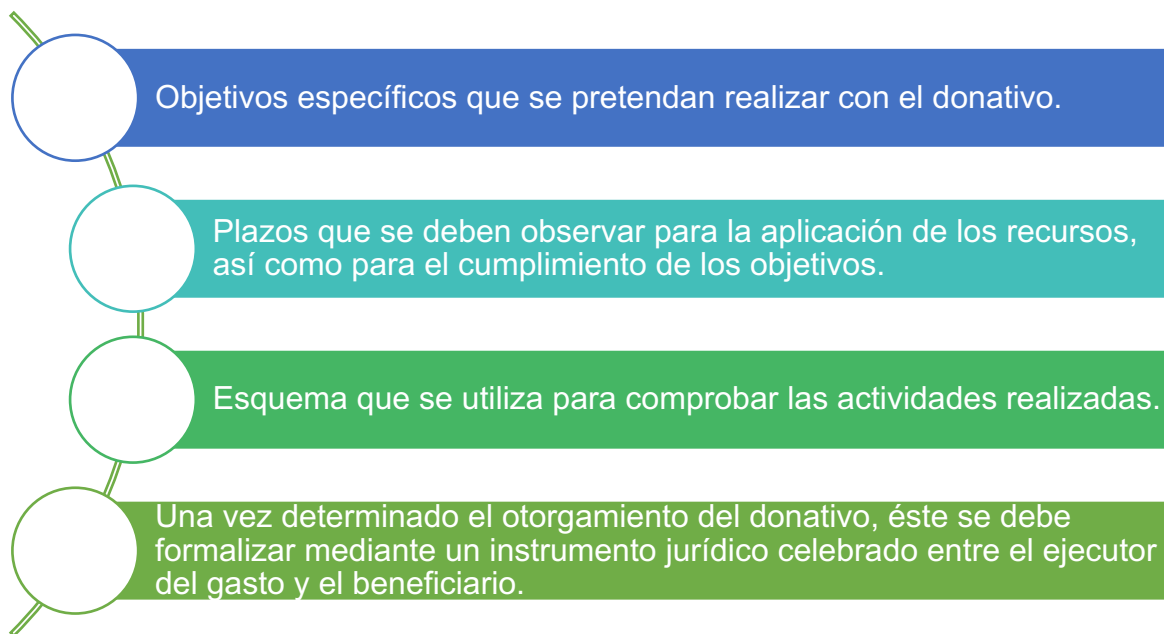 Objetivos específicos que se pretendan realizar con el donativo.
Plazos que se deben observar para la aplicación de los recursos,
así como para el cumplimiento de los objetivos.
Esquema que se utiliza para comprobar las actividades realizadas.
Una vez determinado el otorgamiento del donativo, éste se debe
formalizar mediante un instrumento jurídico celebrado entre el ejecutor
del gasto y el beneficiario.